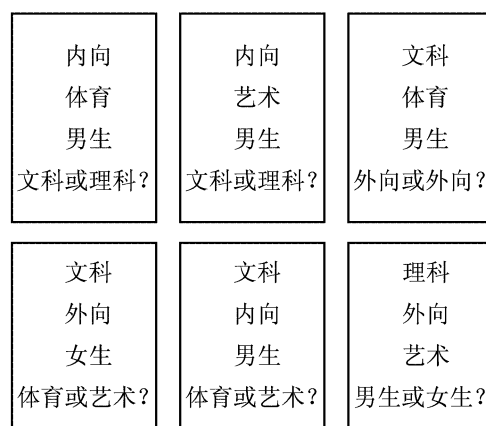 内向
体育
男生
文科或理科？
内向
艺术
男生
文科或理科？
文科
体育
男生
外向或外向？
文科
外向
女生
体育或艺术？
文科
内向
男生
体育或艺术？
理科
外向
艺术
男生或女生？